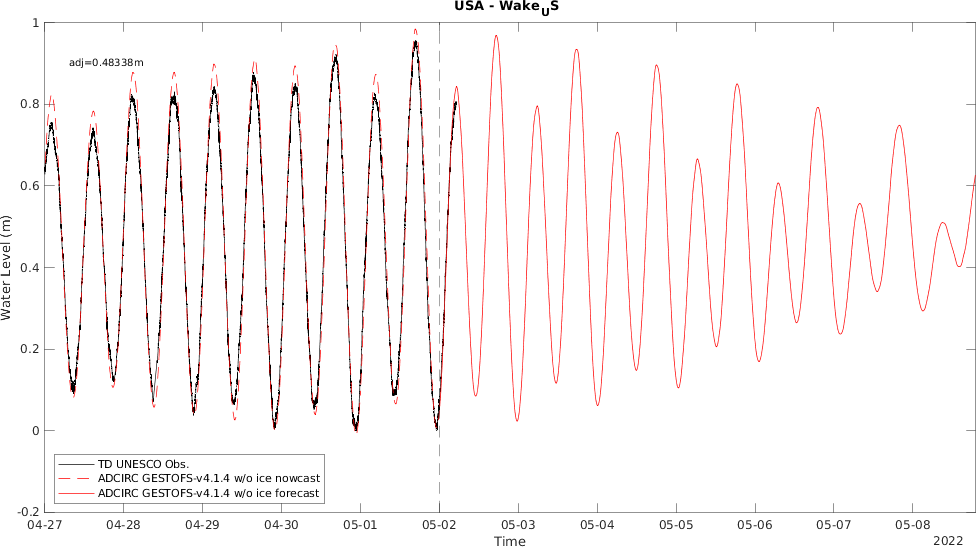 USA - Wake_US
adj=0.48338m
1
0.8
0.6
0.4
0.2
0
-0.2
Water Level (m)
TD UNESCO Obs.
ADCIRC GESTOFS-v4.1.4 w/o ice nowcast
ADCIRC GESTOFS-v4.1.4 w/o ice forecast
04-27 04-28 04-29 04-30 05-01 05-02 05-03 05-04 05-05 05-06 05-07 05-08
Time
2022